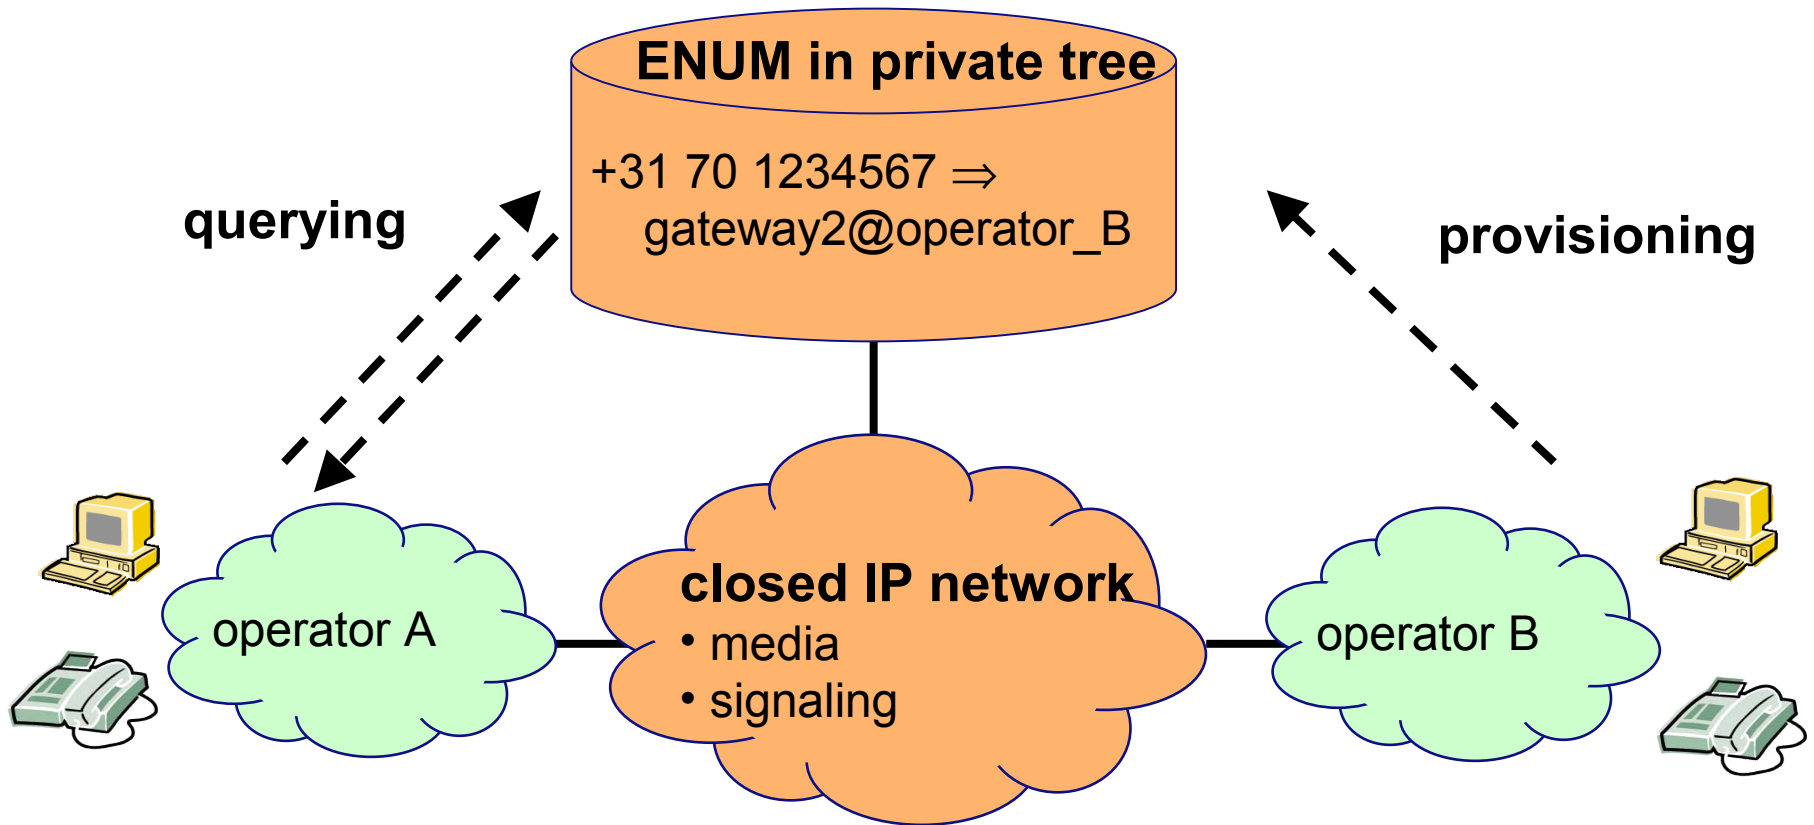 ENUM in private tree
+31 70 1234567 ⇒
gateway2@operator_B
querying
provisioning
closed IP network
• media
• signaling
operator A
operator B